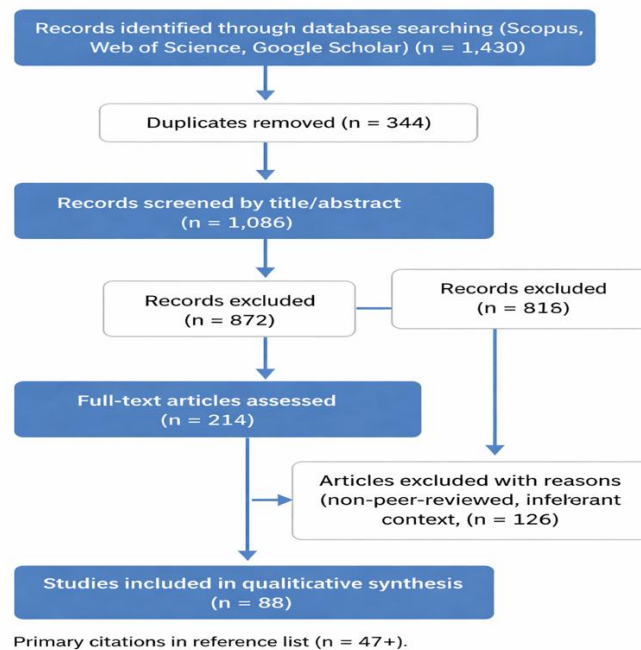 Records identified through database searching (Scopus,
Web of Science, Google Scholar) (n = 1,430)
Duplicates removed (n = 344)
Records screened by title/abstract
(n = 1,086)
Records excluded
(n = 872)
Records excluded
(n = 816)
Full-text articles assessed
(n = 214)
Articles excluded with reasons
(non-peer-reviewed,
context, (n = 126)
Studies included in qualiticative synthesis
(n = 88)
Primary citations in reference list (n = 47+).